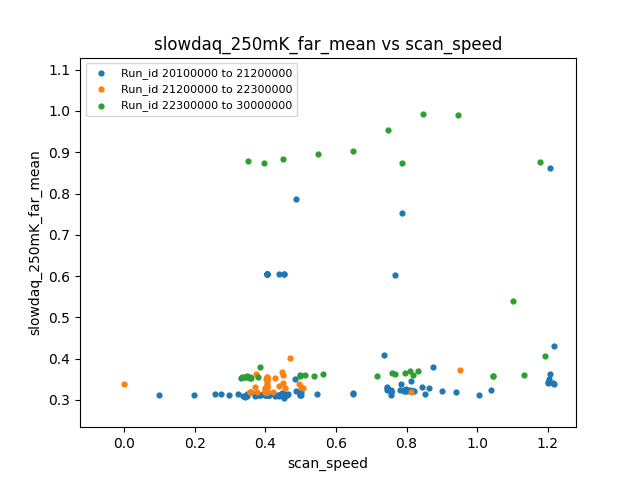 slowdaq_250mK_far_mean vs scan_speed
Run_id 20100000 to 21200000
Run_id 21200000 to 22300000
Run_id 22300000 to 30000000
slowdaq_250mK_far_mean
1.1
1.0
0.9
0.8
0.7
0.6
0.5
0.4
0.3
0.0 0.2 0.4 0.6 0.8 1.0 1.2
scan_speed